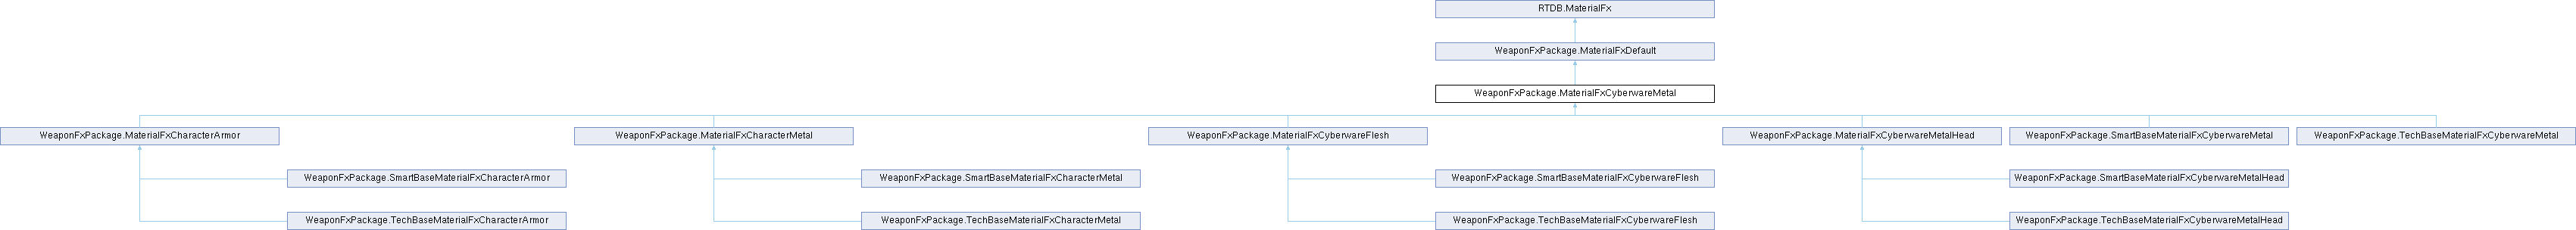 RTDB.MaterialFx
WeaponFxPackage.MaterialFxDefault
WeaponFxPackage.MaterialFxCyberwareMetal
WeaponFxPackage.MaterialFxCharacterArmor
WeaponFxPackage.MaterialFxCharacterMetal
WeaponFxPackage.MaterialFxCyberwareFlesh
WeaponFxPackage.MaterialFxCyberwareMetalHead
WeaponFxPackage.SmartBaseMaterialFxCyberwareMetal
WeaponFxPackage.TechBaseMaterialFxCyberwareMetal
WeaponFxPackage.SmartBaseMaterialFxCharacterArmor
WeaponFxPackage.SmartBaseMaterialFxCharacterMetal
WeaponFxPackage.SmartBaseMaterialFxCyberwareFlesh
WeaponFxPackage.SmartBaseMaterialFxCyberwareMetalHead
WeaponFxPackage.TechBaseMaterialFxCharacterArmor
WeaponFxPackage.TechBaseMaterialFxCharacterMetal
WeaponFxPackage.TechBaseMaterialFxCyberwareFlesh
WeaponFxPackage.TechBaseMaterialFxCyberwareMetalHead